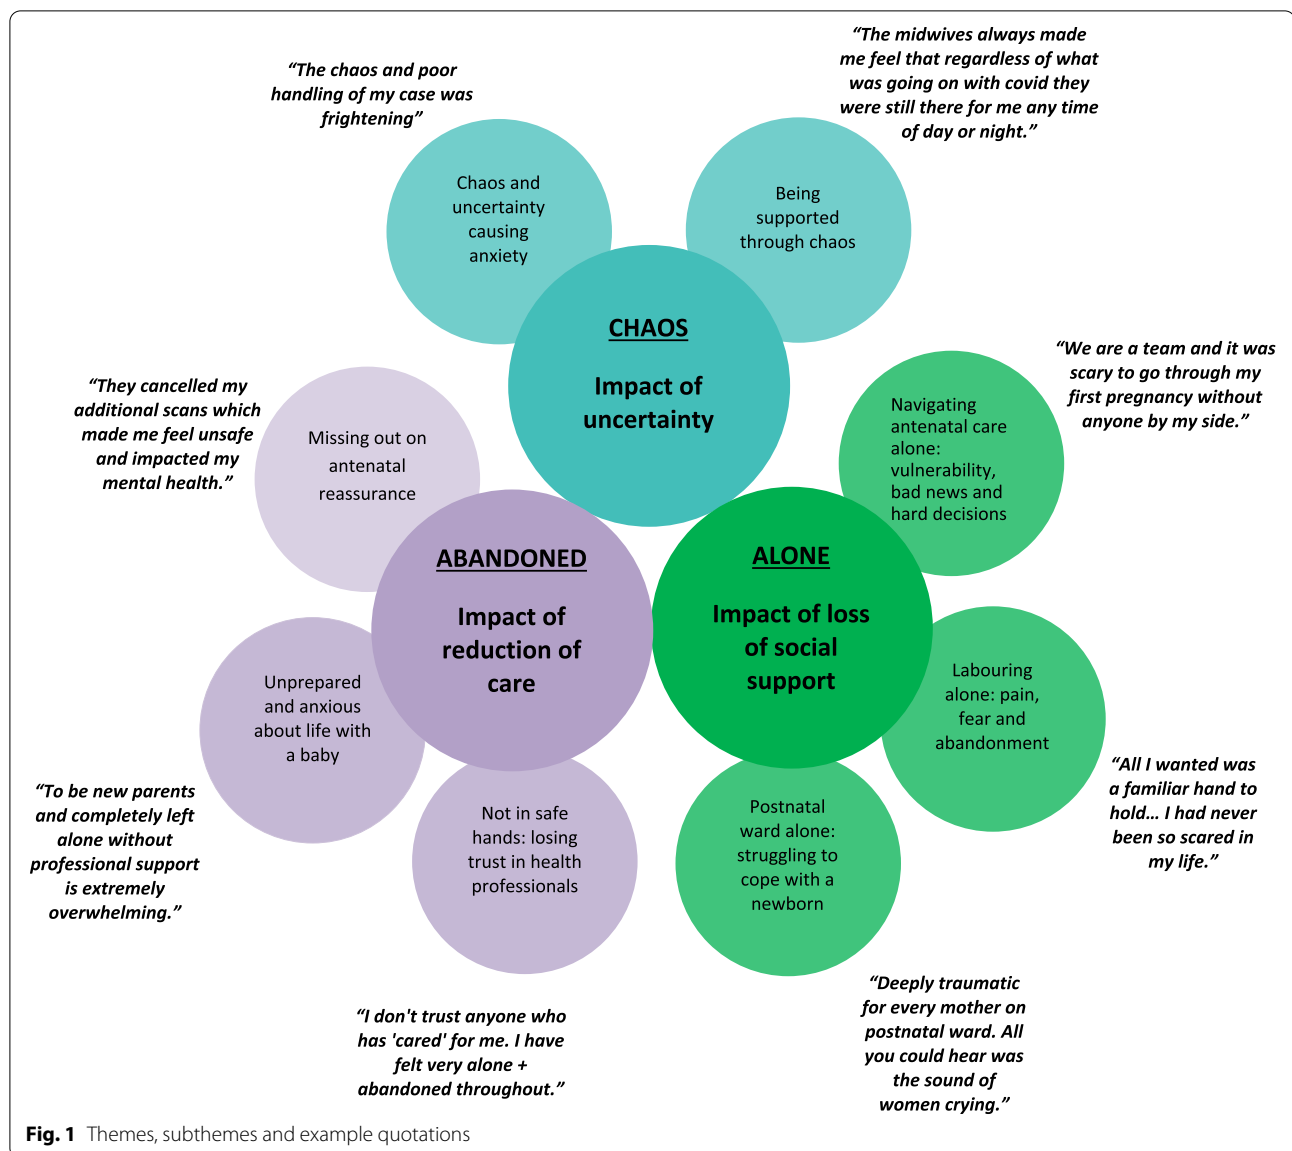 “The midwives always made
me feel that regardless of what
was going on with covid they
were still there for me any time
of day or night.”
“The chaos and poor
handling of my case was
frightening”
Chaos and
uncertainty
causing
anxiety
Being
supported
through chaos
CHAOS
Impact of
uncertainty
“We are a team and it was
scary to go through my
first pregnancy without
anyone by my side.”
Navigating
antenatal care
alone:
vulnerability,
bad news and
hard decisions
“They cancelled my
additional scans which
made me feel unsafe
and impacted my
mental health.”
Missing out on
antenatal
reassurance
ABANDONED
Impact of
reduction of
care
ALONE
Impact of loss
of social
support
Unprepared
and anxious
about life with
a baby
Labouring
alone: pain,
fear and
abandonment
“To be new parents
and completely left
alone without
professional support
is extremely
overwhelming.”
Not in safe
hands: losing
trust in health
professionals
Postnatal
ward alone:
struggling to
cope with a
newborn
“All I wanted was
a familiar hand to
hold… I had never
been so scared in
my life.”
“I don't trust anyone who
has 'cared' for me. I have
felt very alone +
abandoned throughout.”
“Deeply traumatic
for every mother on
postnatal ward. All
you could hear was
the sound of
women crying.”
Fig. 1 Themes, subthemes and example quotations